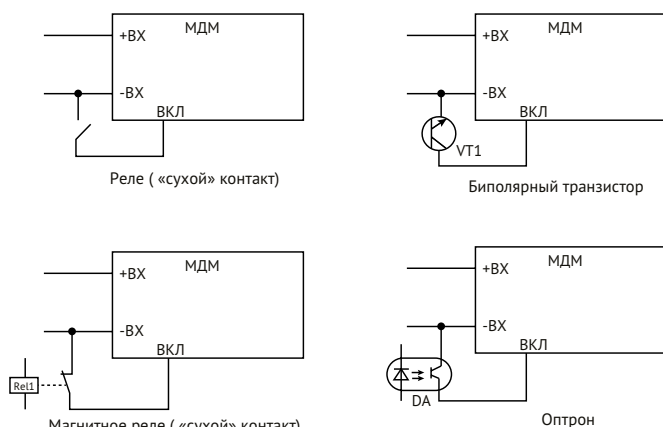 +ВХ
МДМ
-ВХ
ВКЛ
Реле ( «сухой» контакт)
+ВХ
МДМ
-ВХ
ВКЛ
VT1
Биполярный транзистор
+ВХ
МДМ
-ВХ
ВКЛ
Rel1
Магнитное реле ( «сухой» контакт)
+ВХ
МДМ
-ВХ
ВКЛ
DA
Оптрон